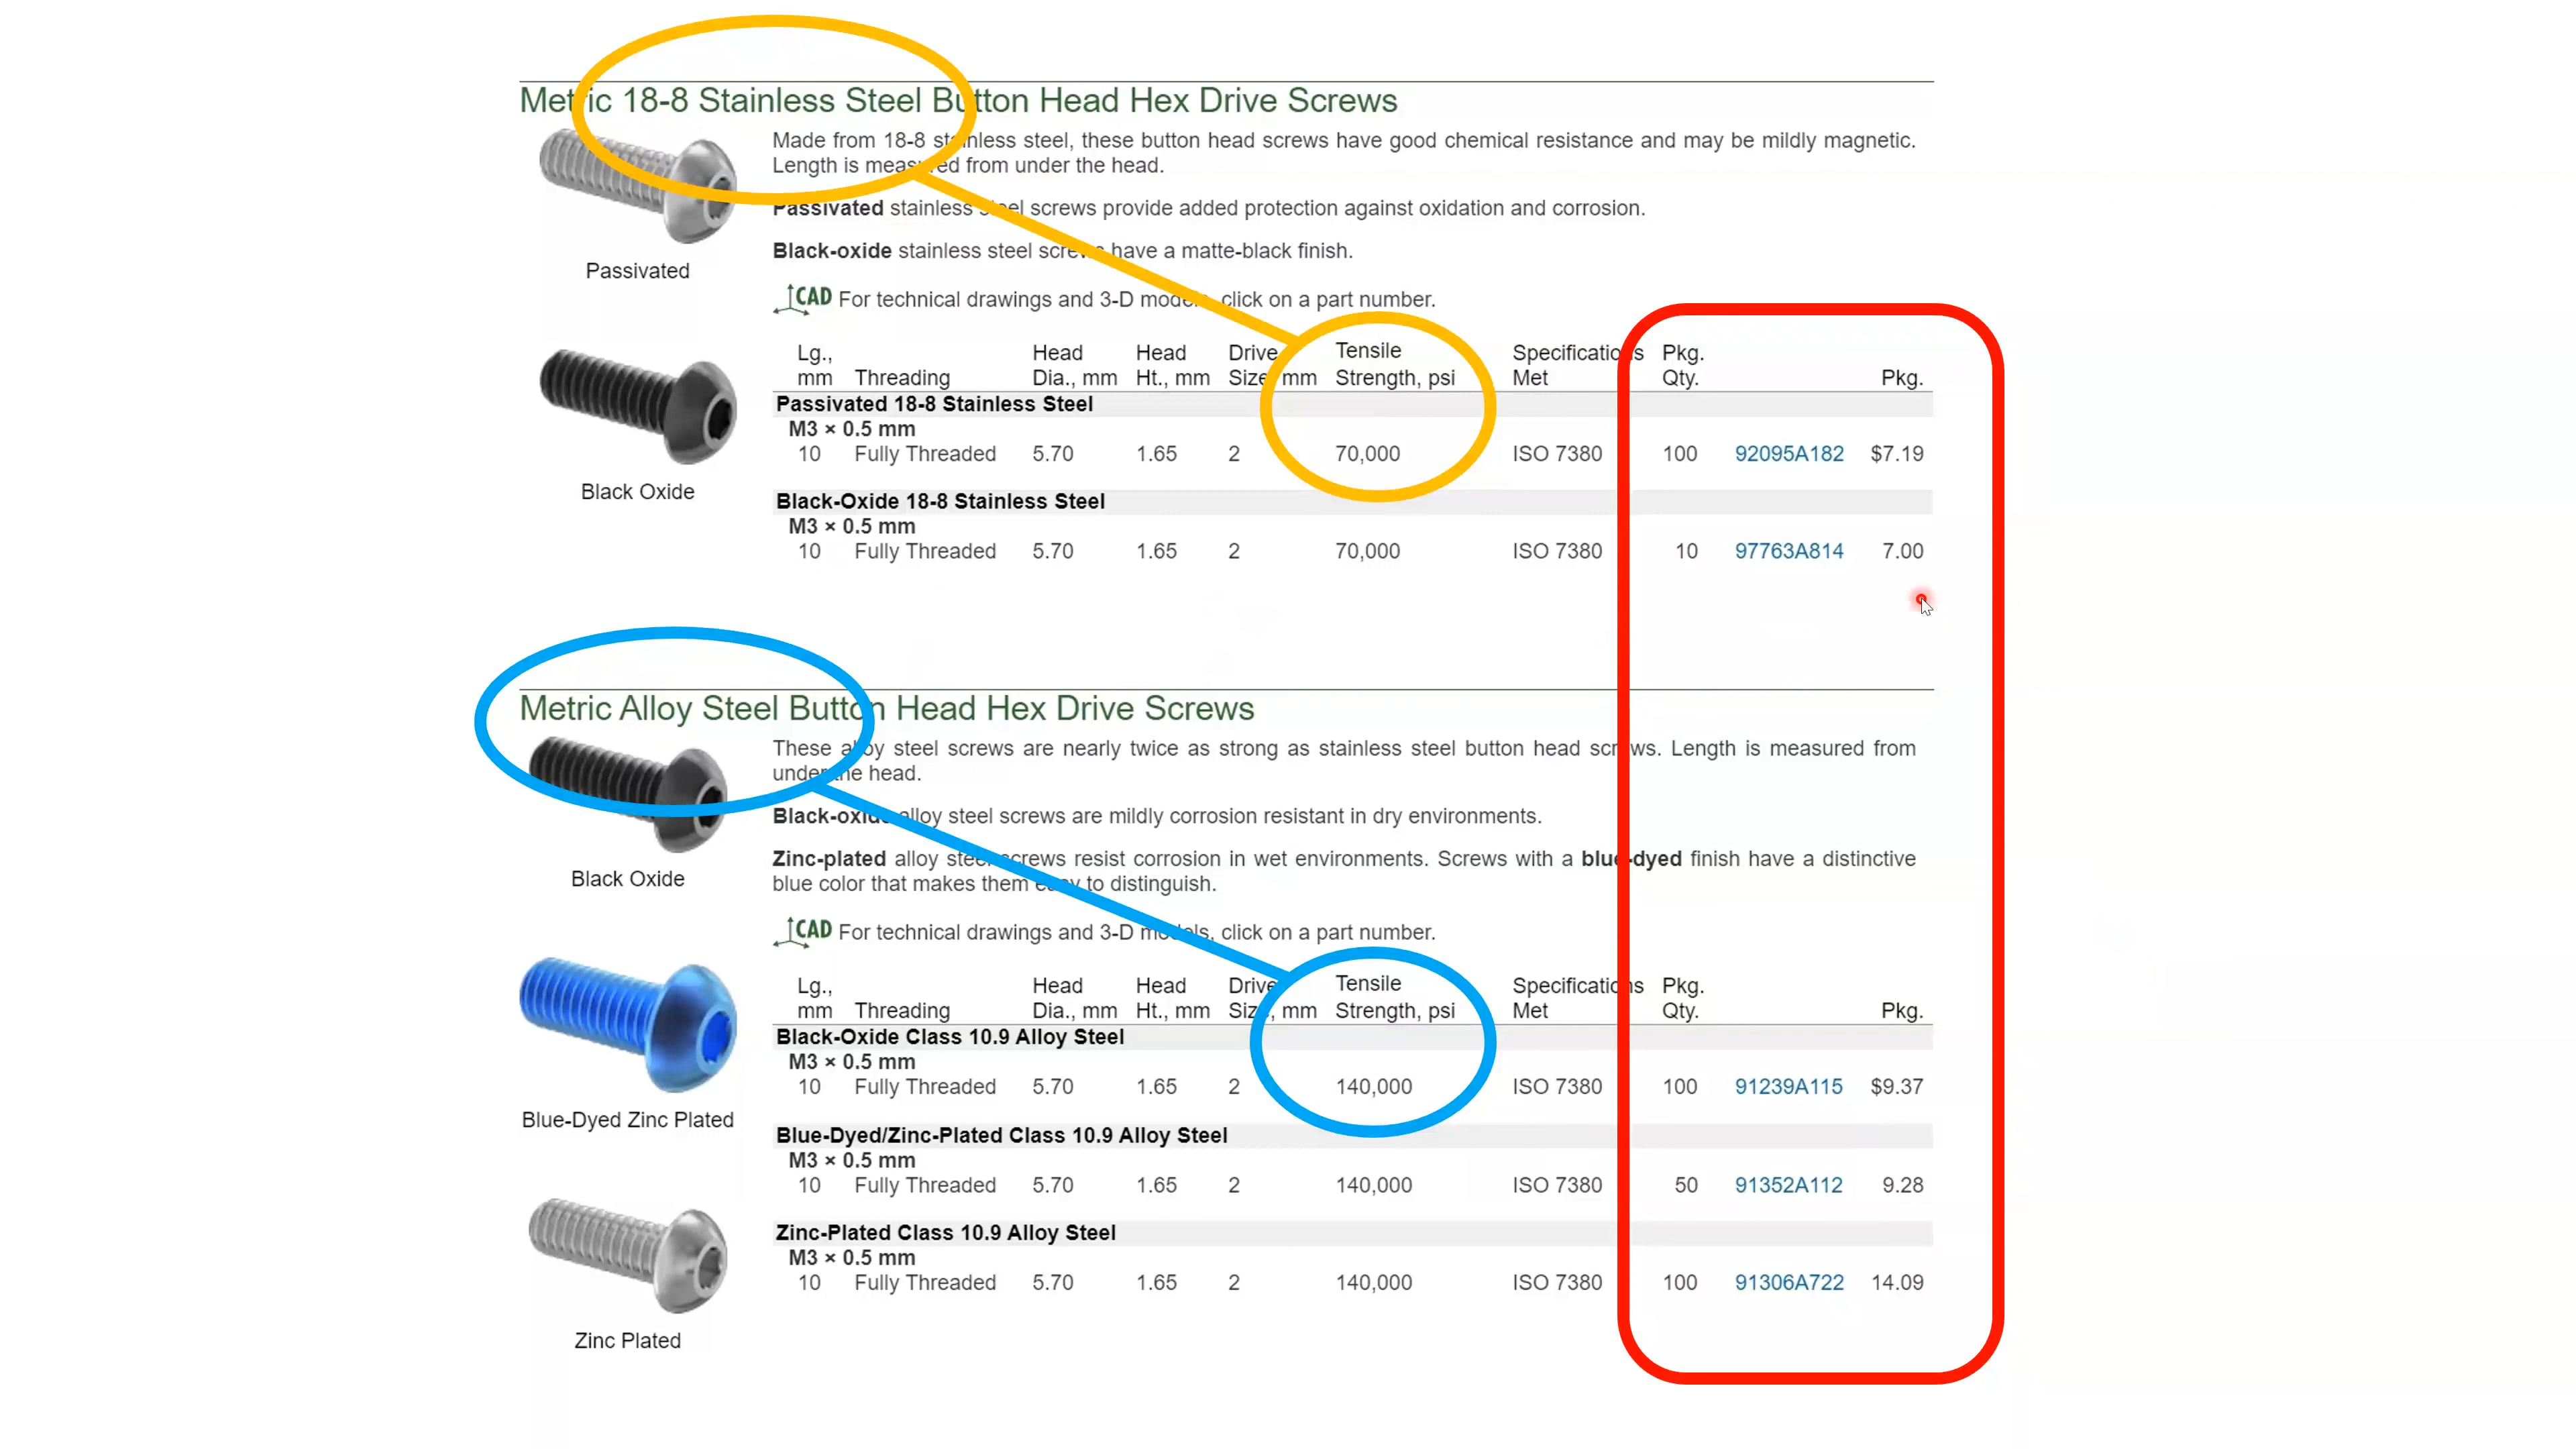 Metric 18-8 Stainless Steel Button Head Hex Drive Screws
Made from 18-8 stainless steel, these button head screws have good chemical resistance and may be mildly magnetic.
Length is measured from under the head.
Passivated stainless steel screws provide added protection against oxidation and corrosion.
Black-oxide stainless steel screws have a matte-black finish.
Passivated
CAD For technical drawings and 3-D models, click on a part number.
Lg., Head Head Drive Tensile Specifications Pkg.
mm Threading Dia., mm Ht., mm Size, mm Strength, psi Met Qty. Pkg.
Passivated 18-8 Stainless Steel
M3 × 0.5 mm
10 Fully Threaded 5.70 1.65 2 70,000 ISO 7380 100 92095A182 $7.19
Black Oxide
Black-Oxide 18-8 Stainless Steel
M3 × 0.5 mm
10 Fully Threaded 5.70 1.65 2 70,000 ISO 7380 10 97763A814 7.00
Metric Alloy Steel Button Head Hex Drive Screws
These alloy steel screws are nearly twice as strong as stainless steel button head screws. Length is measured from
under the head.
Black-oxide alloy steel screws are mildly corrosion resistant in dry environments.
Zinc-plated alloy steel screws resist corrosion in wet environments. Screws with a blue-dyed finish have a distinctive
blue color that makes them easy to distinguish.
Black Oxide
CAD For technical drawings and 3-D models, click on a part number.
Lg., Head Head Drive Tensile Specifications Pkg.
mm Threading Dia., mm Ht., mm Size, mm Strength, psi Met Qty. Pkg.
Black-Oxide Class 10.9 Alloy Steel
M3 × 0.5 mm
10 Fully Threaded 5.70 1.65 2 140,000 ISO 7380 100 91239A115 $9.37
Blue-Dyed Zinc Plated
Blue-Dyed/Zinc-Plated Class 10.9 Alloy Steel
M3 × 0.5 mm
10 Fully Threaded 5.70 1.65 2 140,000 ISO 7380 50 91352A112 9.28
Zinc-Plated Class 10.9 Alloy Steel
M3 × 0.5 mm
10 Fully Threaded 5.70 1.65 2 140,000 ISO 7380 100 91306A722 14.09
Zinc Plated